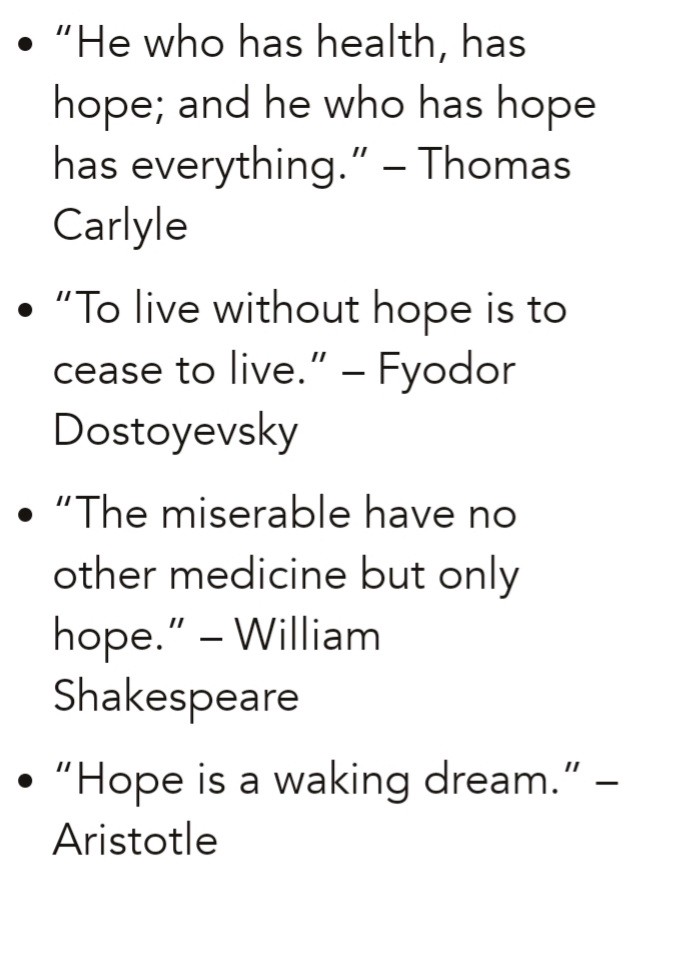 • “He who has health, has
hope; and he who has hope
has everything.” – Thomas
Carlyle
• “To live without hope is to
cease to live.” – Fyodor
Dostoyevsky
• “The miserable have no
other medicine but only
hope.” – William
Shakespeare
• “Hope is a waking dream.” –
Aristotle